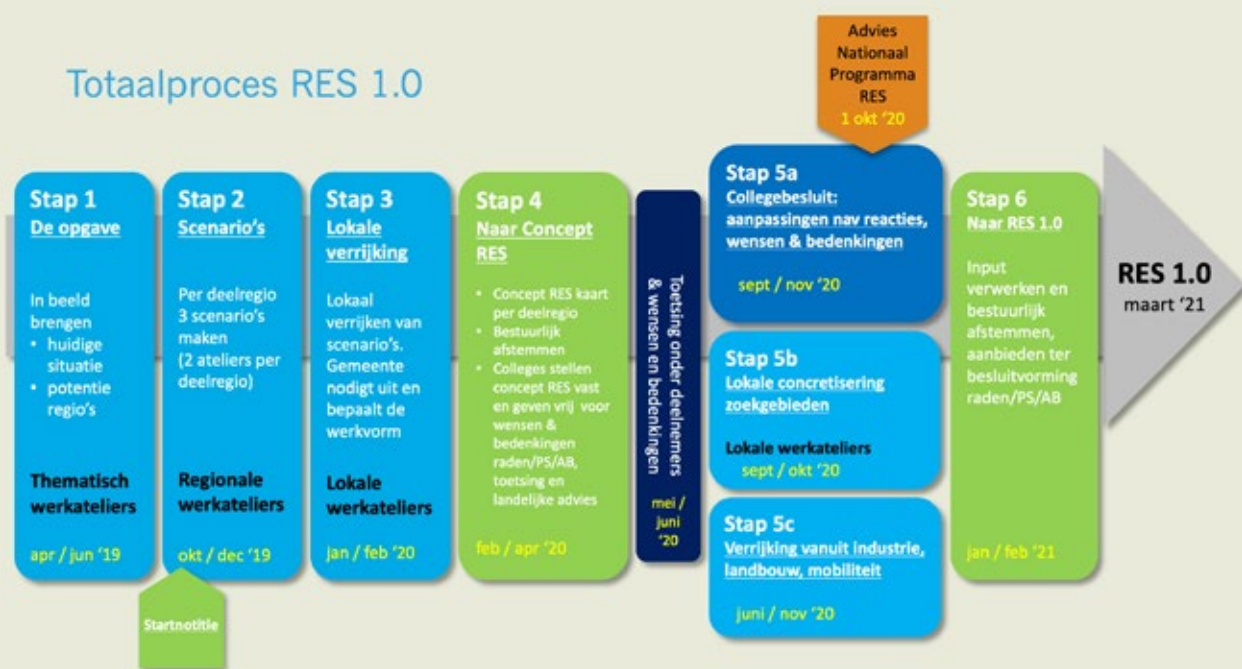 Totaalproces RES 1.0
Advies
Nationaal
Programma
RES
1 okt ‘20
Stap 1
De opgave
In beeld
brengen
• huidige
situatie
• potentie
regio’s
Thematisch
werkateliers
apr / jun ‘19
Stap 2
Scenario’s
Per deelregio
3 scenario’s
maken
(2 ateliers per
deelregio)
Regionale
werkateliers
okt / dec ‘19
Startnotitie
Stap 3
Lokale
verrijking
Lokaal
verrijken van
scenario’s.
Gemeente
nodigt uit en
bepaalt de
werkvorm
Lokale
werkateliers
jan / feb ‘20
Stap 4
Naar Concept
RES
• Concept RES kaart
per deelregio
• Bestuurlijk
afstemmen
• Colleges stellen
concept RES vast
en geven vrij voor
wensen &
bedenkingen
raden/PS/AB,
toetsing en
landelijke advies
feb / apr ‘20
Toetsing onder deelnemers
& wensen en bedenkingen
mei /
juni
‘20
Stap 5a
Collegebesluit:
aanpassingen nav reacties,
wensen & bedenkingen
sept / nov ‘20
Stap 5b
Lokale concretisering
zoekgebieden
Lokale werkateliers
sept / okt ‘20
Stap 5c
Verrijking vanuit industrie,
landbouw, mobiliteit
juni / nov ‘20
Stap 6
Naar RES 1.0
Input
verwerken en
bestuurlijk
afstemmen,
aanbieden ter
besluitvorming
raden/PS/AB
jan / feb ‘21
RES 1.0
maart ‘21